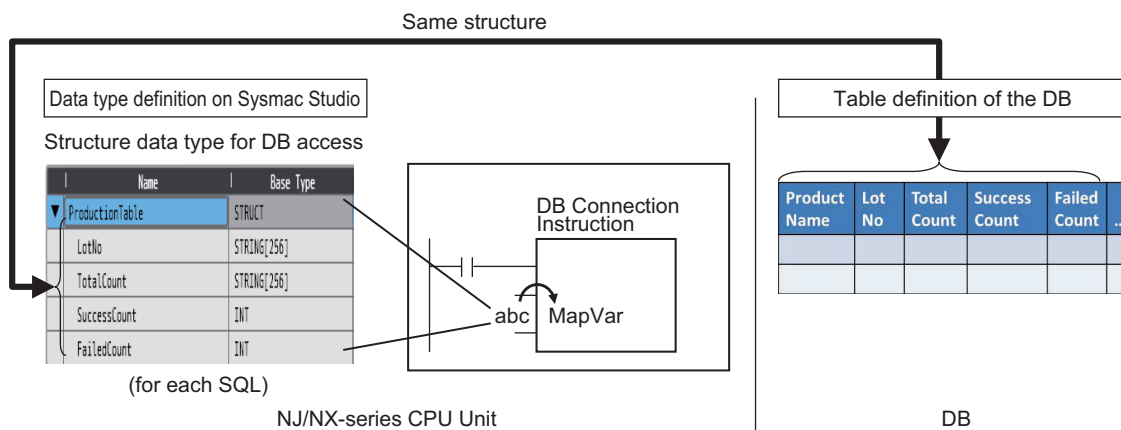 Same structure
Data type definition on Sysmac Studio
Table definition of the DB
Structure data type for DB access
Name
Base Type
ProductionTable
STRUCT
LotNo
STRING[256]
TotalCount
STRING[256]
SuccessCount
INT
FailedCount
INT
(for each SQL)
DB Connection
Instruction
abc
MapVar
NJ/NX-series CPU Unit
Product
Name
Lot
No
Total
Count
Success
Count
Failed
Count
..
DB